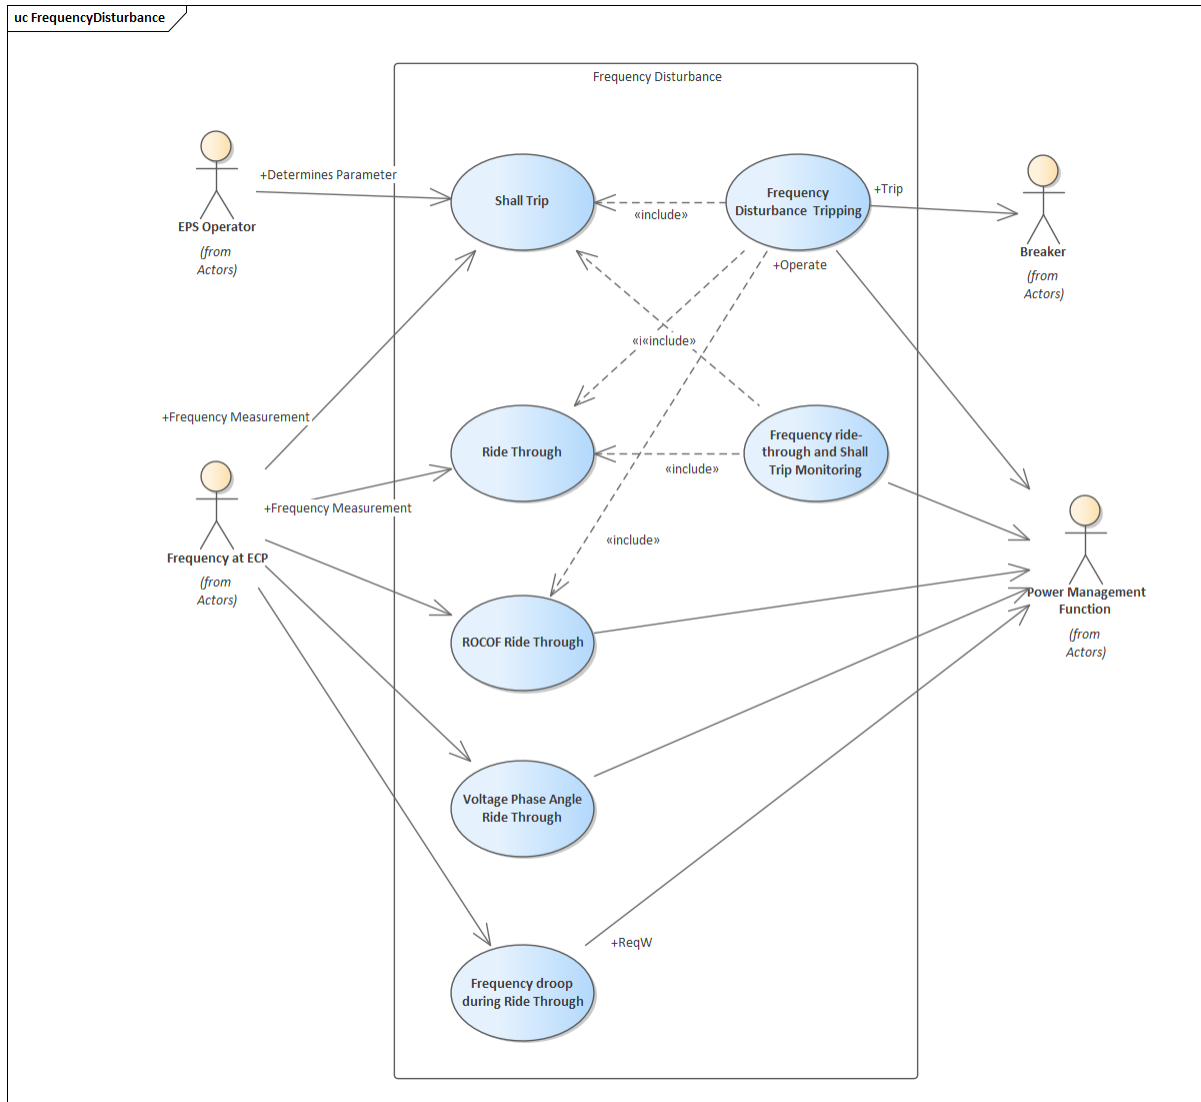 uc FrequencyDisturbance
Frequency Disturbance
+Determines Parameter
EPS Operator
(from
Actors)
Shall Trip
«include»
Frequency
Disturbance  Tripping
+Trip
+Operate
Breaker
(from
Actors)
«i«include»
+Frequency Measurement
Ride Through
«include»
Frequency ride-
through and Shall
Trip Monitoring
+Frequency Measurement
Frequency at ECP
(from
Actors)
«include»
Power Management
Function
(from
Actors)
ROCOF Ride Through
Voltage Phase Angle
Ride Through
+ReqW
Frequency droop
during Ride Through